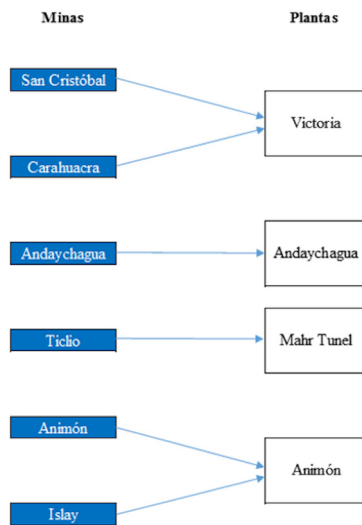 Minas
Plantas
San Cristóbal
Victoria
Carahuacra
Andaychagua
Andaychagua
Ticlio
Mahr Tunel
Animón
Animón
Islay